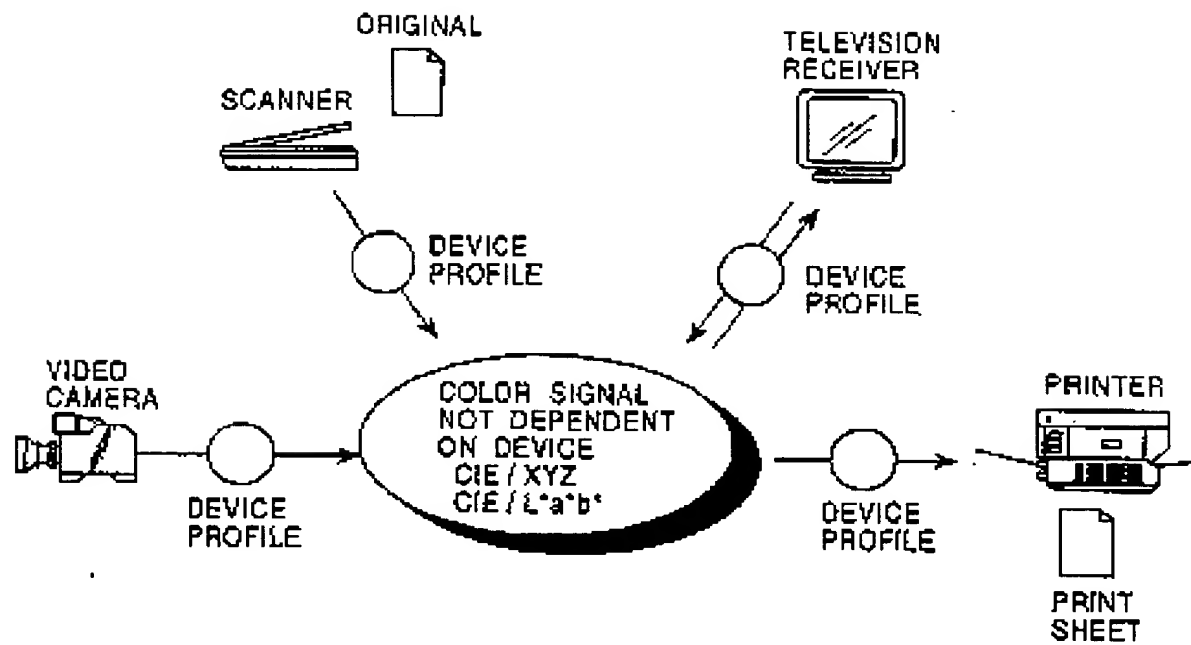 ORIGINAL
SCANNER
TELEVISION
RECEIVER
DEVICE
PROFILE
DEVICE
PROFILE
VIDEO
CAMERA
DEVICE
PROFILE
COLOR SIGNAL
NOT DEPENDENT
ON DEVICE
CIE / XYZ
CIE / L*a*b*
PRINTER
DEVICE
PROFILE
PRINT
SHEET